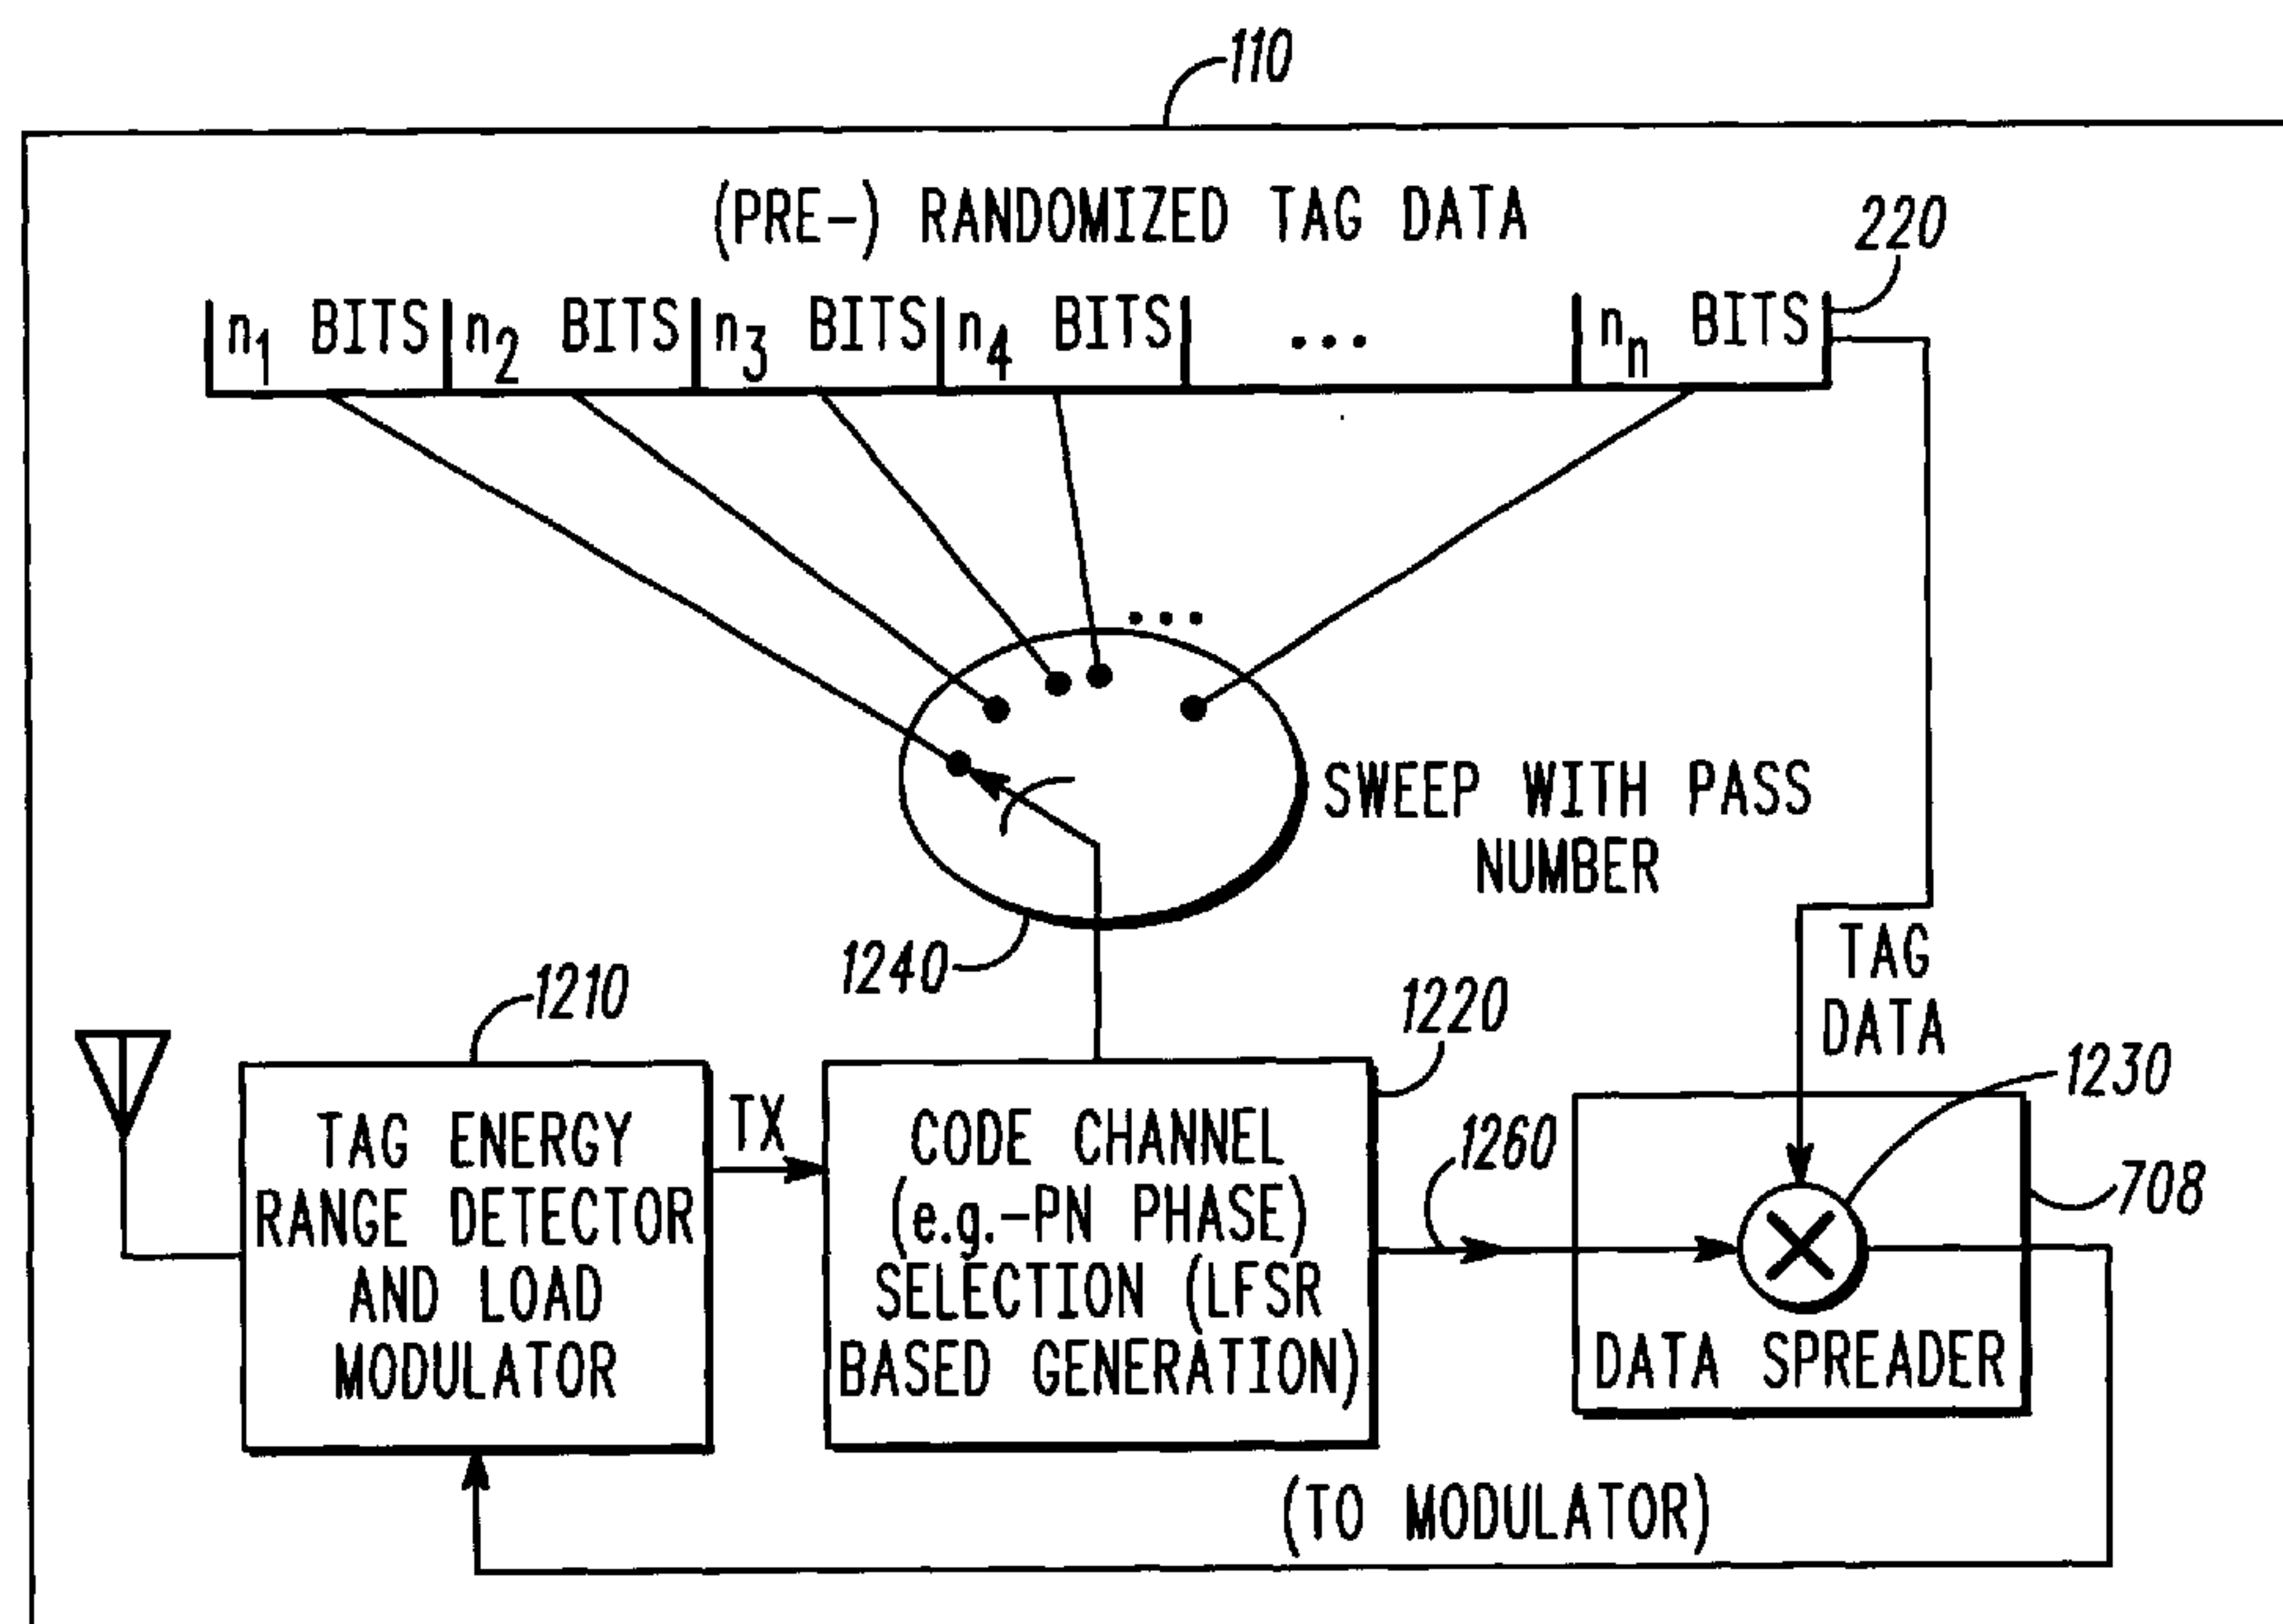 110
(PRE-) RANDOMIZED TAG DATA
220
n1 BITS n2 BITS n3 BITS n4 BITS ... nn BITS
...
SWEEP WITH PASS
NUMBER
1240
TAG
DATA
1210
1220
1230
TAG ENERGY
RANGE DETECTOR
AND LOAD
MODULATOR
TX
CODE CHANNEL
(e.g.-PN PHASE)
SELECTION (LFSR
BASED GENERATION)
1260
708
DATA SPREADER
(TO MODULATOR)